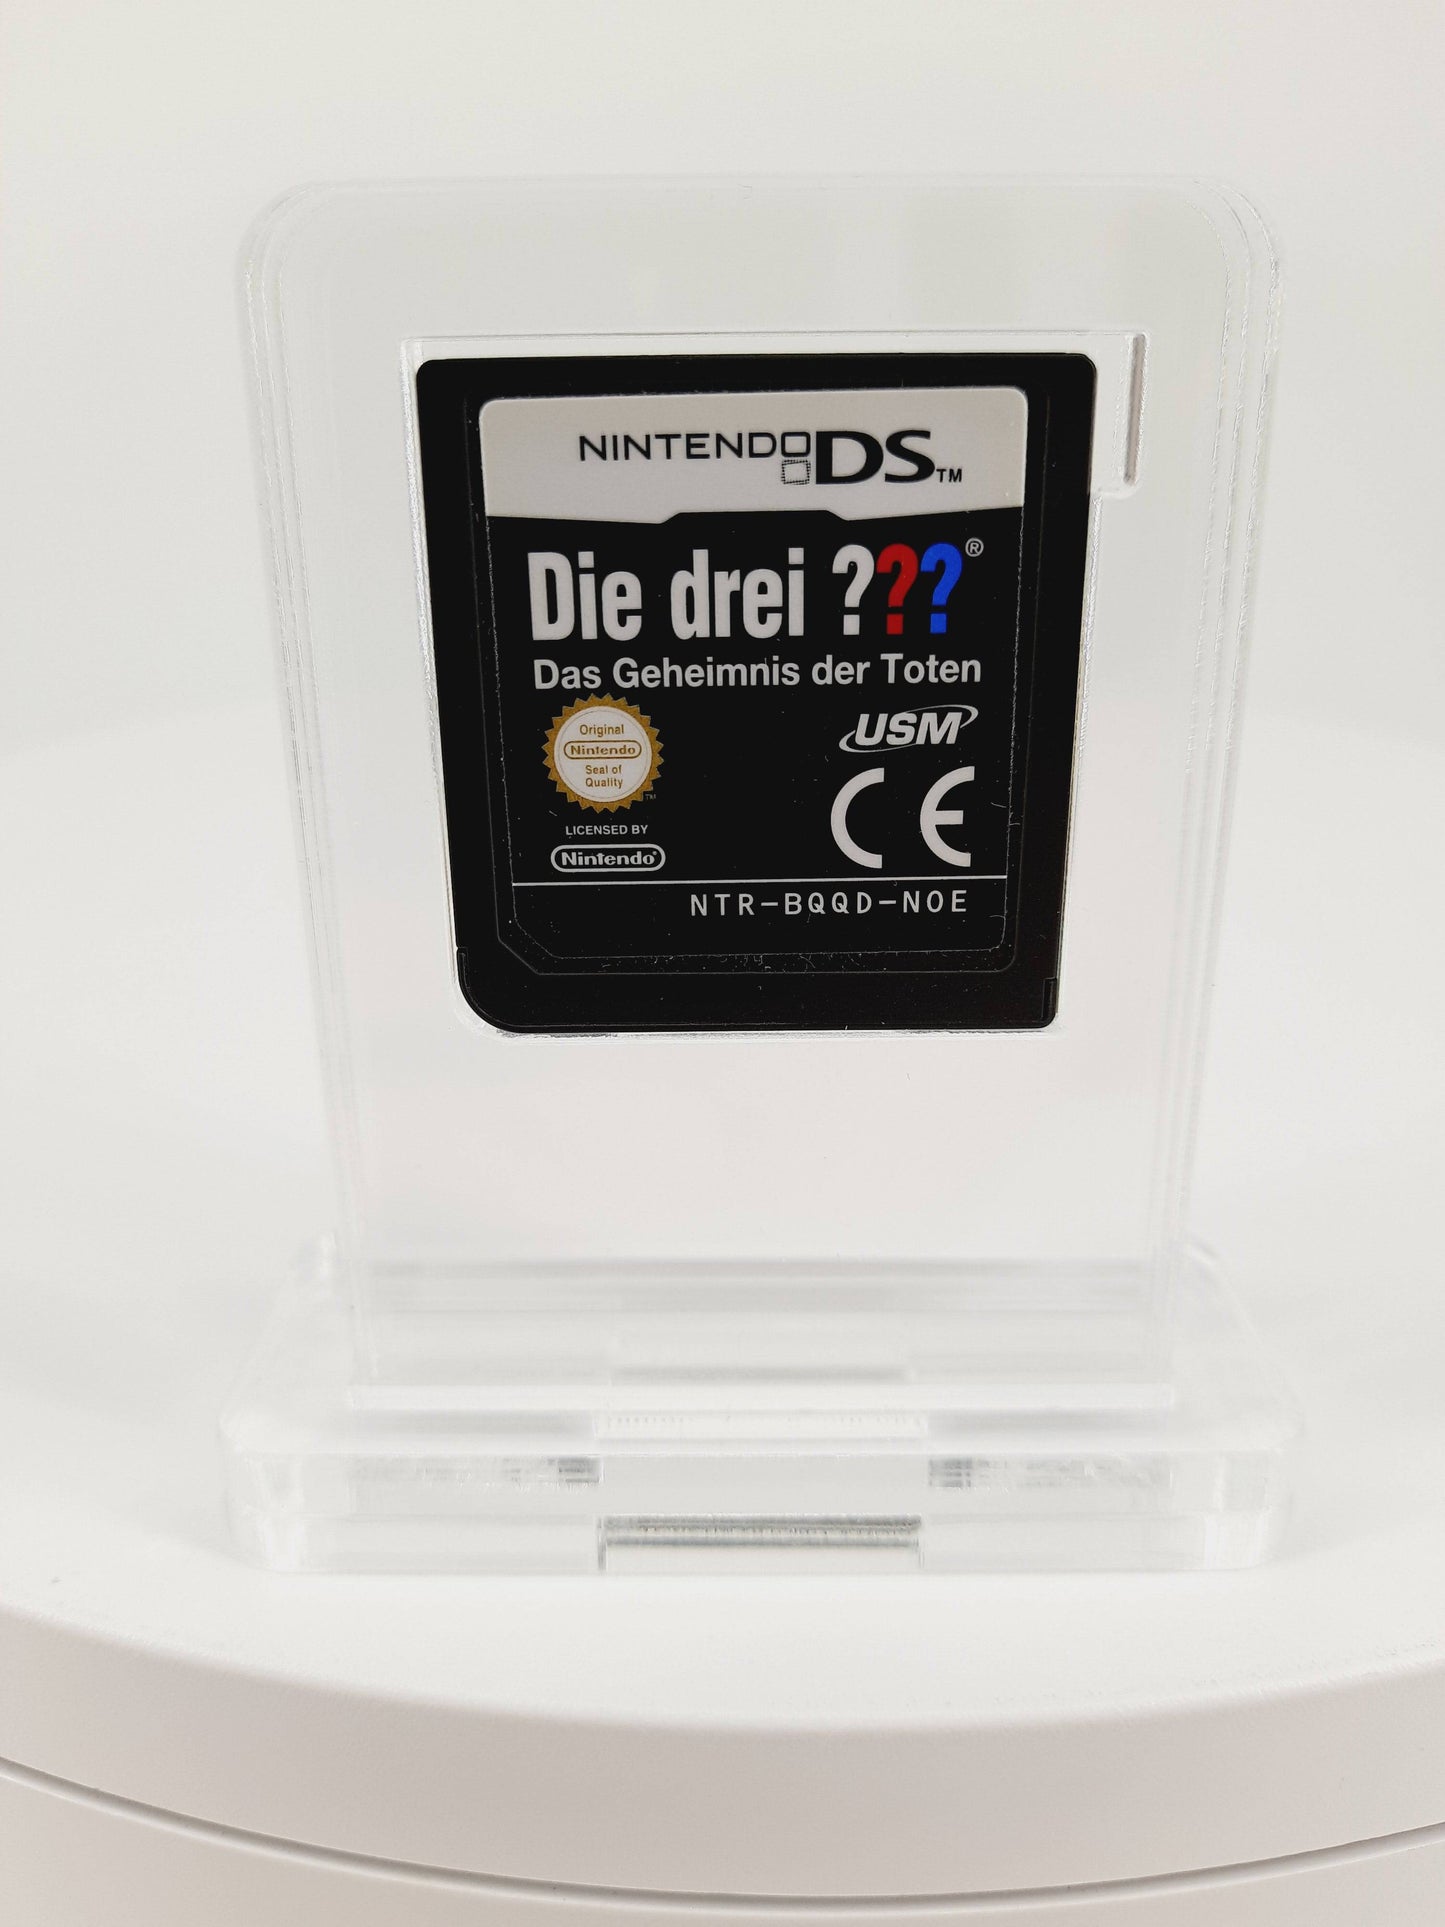 NINTENDO DS™
Die drei ???®
Das Geheimnis der Toten
Original
Nintendo
Seal of
Quality
™
USM
CE
LICENSED BY
Nintendo®
NTR-BQQD-NOE